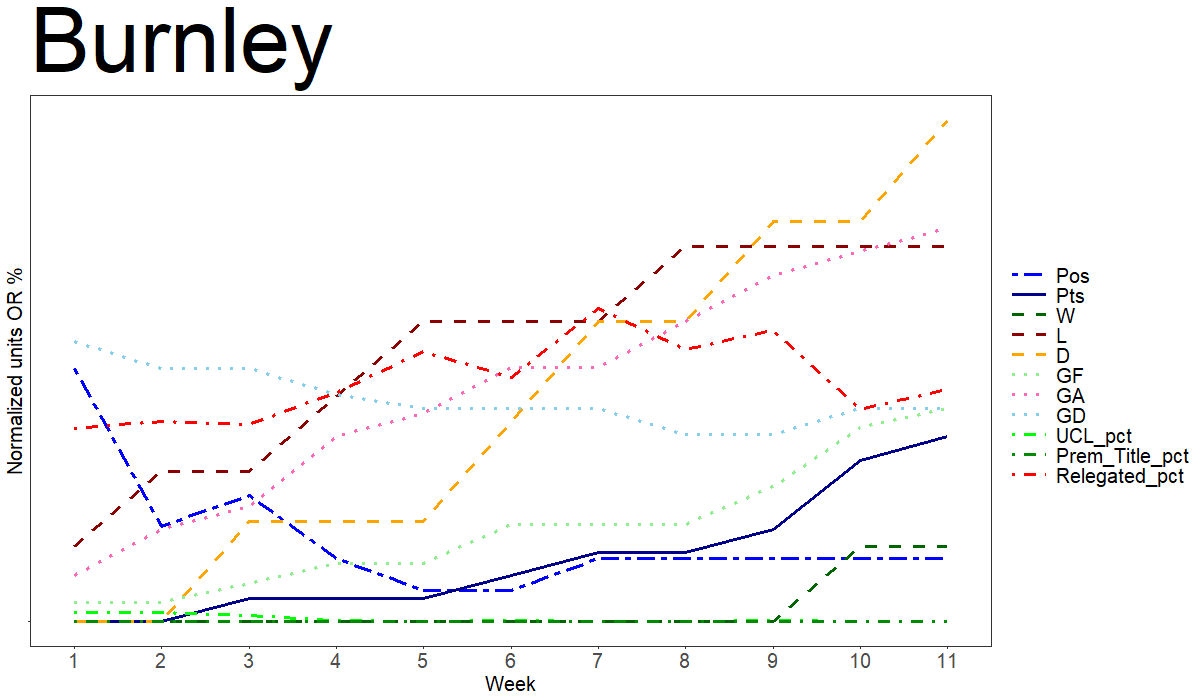 Burnley
Normalized units OR %
1 2 3 4 5 6 7 8 9 10 11
Week
Pos
Pts
W
L
D
GF
GA
GD
UCL_pct
Prem_Title_pct
Relegated_pct